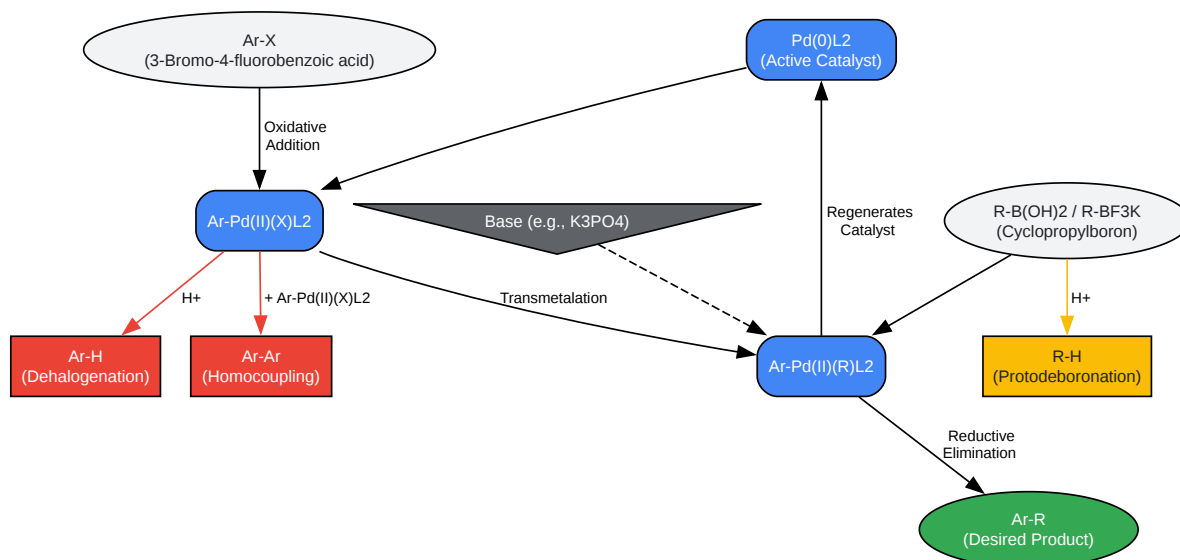 Ar-X
(3-Bromo-4-fluorobenzoic acid)
Pd(0)L2
(Active Catalyst)
Oxidative
Addition
Ar-Pd(II)(X)L2
Base (e.g., K3PO4)
Regenerates
Catalyst
R-B(OH)2 / R-BF3K
(Cyclopropylboron)
H+
+ Ar-Pd(II)(X)L2
Transmetalation
H+
Ar-H
(Dehalogenation)
Ar-Ar
(Homocoupling)
Ar-Pd(II)(R)L2
R-H
(Protodeboronation)
Reductive
Elimination
Ar-R
(Desired Product)